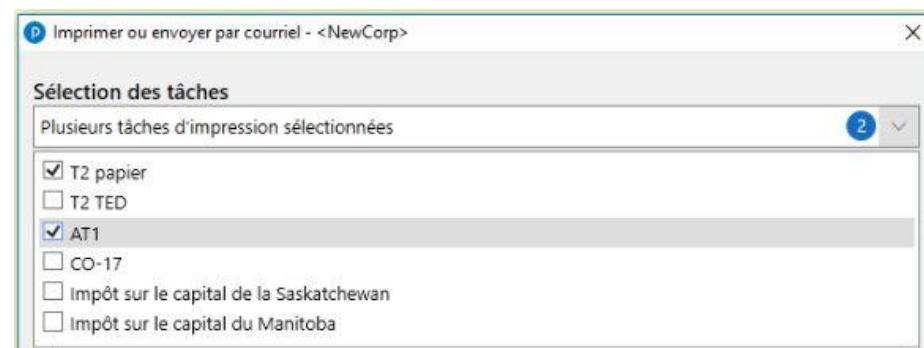 P Imprimer ou envoyer par courriel - <NewCorp>
Sélection des tâches
Plusieurs tâches d'impression sélectionnées 2
T2 papier
T2 TED
AT1
CO-17
Impôt sur le capital de la Saskatchewan
Impôt sur le capital du Manitoba